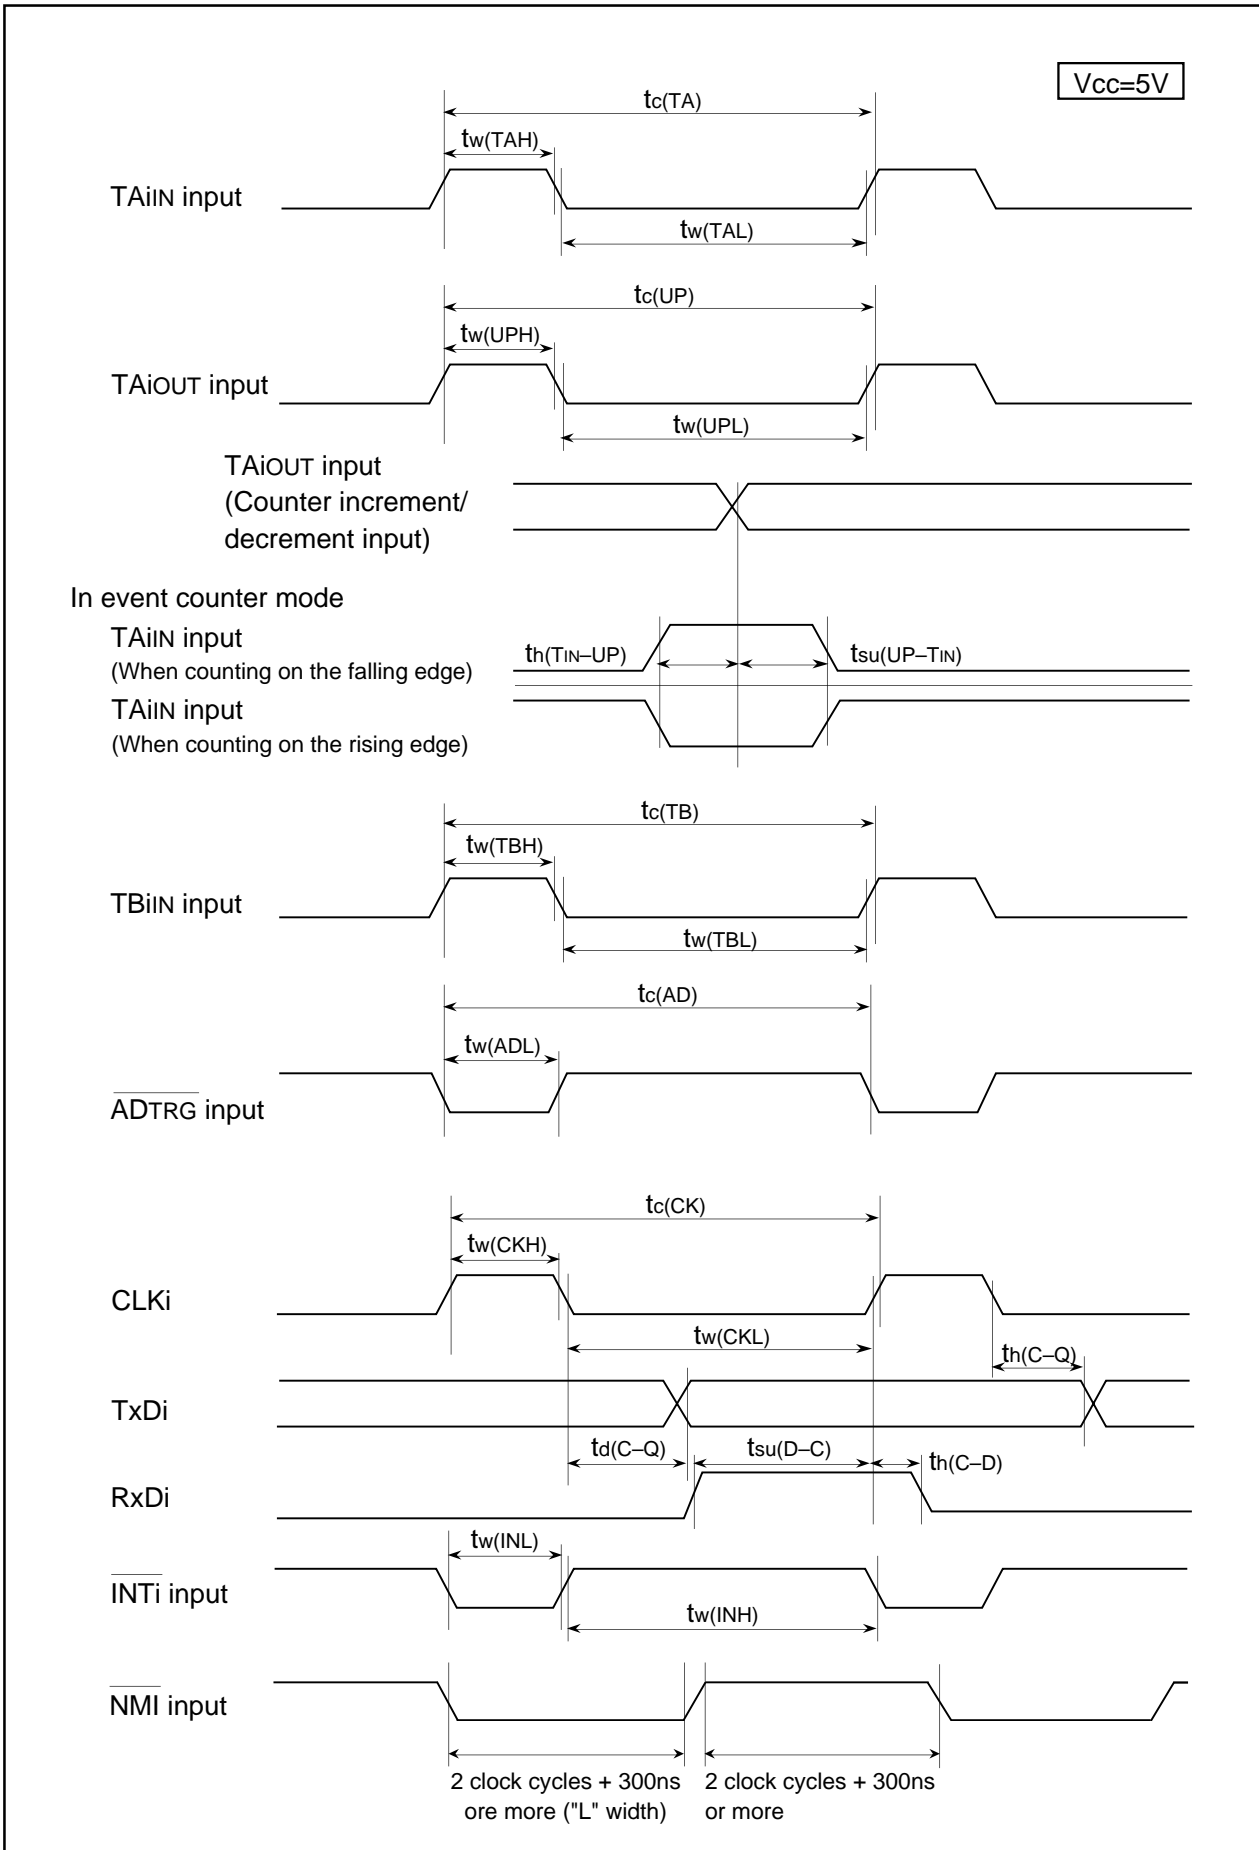 Vcc=5V
tc(TA)
tw(TAH)
TAiIN input
tw(TAL)
tc(UP)
tw(UPH)
TAiOUT input
tw(UPL)
TAiOUT input
(Counter increment/
decrement input)
In event counter mode
TAiIN input
(When counting on the falling edge)
th(TIN–UP)
tsu(UP–TIN)
TAiIN input
(When counting on the rising edge)
tc(TB)
tw(TBH)
TBiIN input
tw(TBL)
tc(AD)
tw(ADL)
ADTRG input
tc(CK)
tw(CKH)
CLKi
tw(CKL)
th(C–Q)
TxDi
td(C–Q)
tsu(D–C)
th(C–D)
RxDi
tw(INL)
INTi input
tw(INH)
NMI input
2 clock cycles + 300ns
ore more ("L" width)
2 clock cycles + 300ns
or more